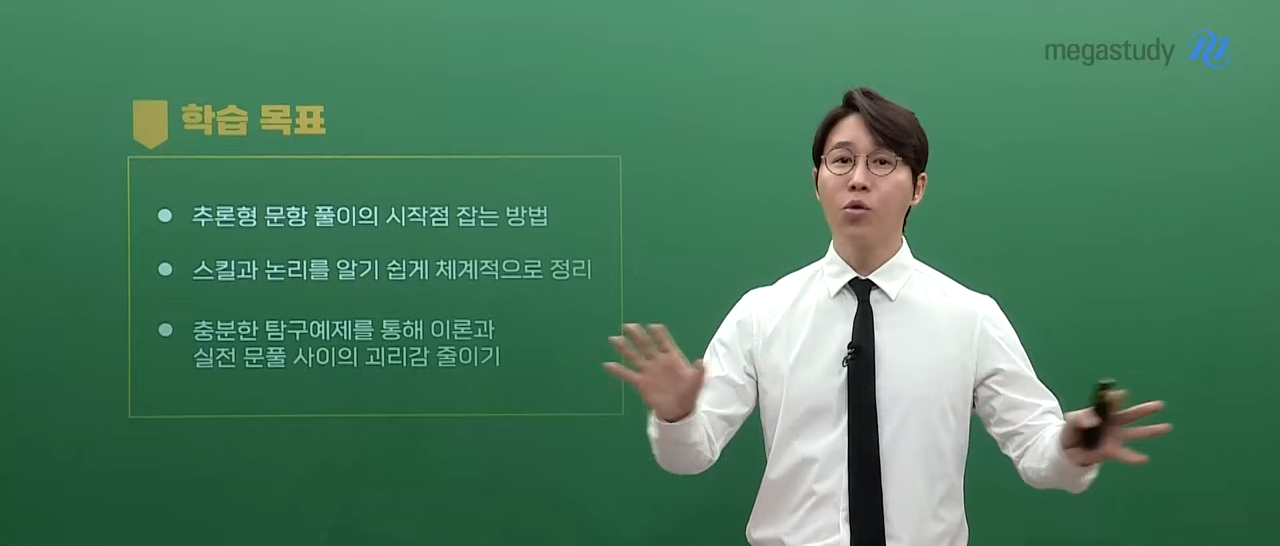 megastudy
학습 목표
추론형 문항 풀이의 시작점 잡는 방법
스킬과 논리를 알기 쉽게 체계적으로 정리
충분한 탐구예제를 통해 이론과
실전 문풀 사이의 괴리감 줄이기